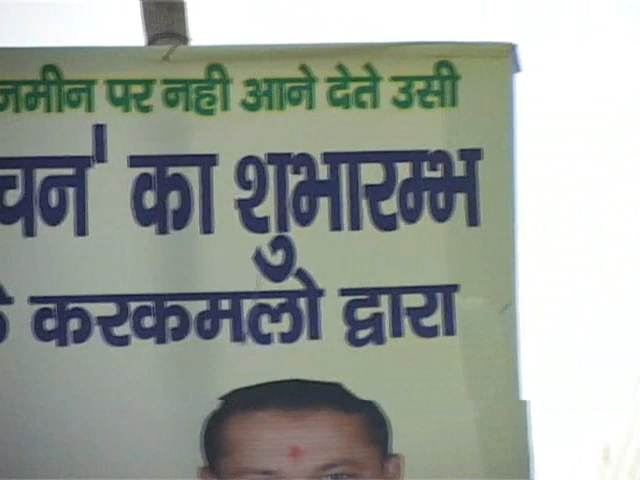 जमीन पर नही आने देते उसी
चन' का शुभारम्भ
के करकमलो द्वारा